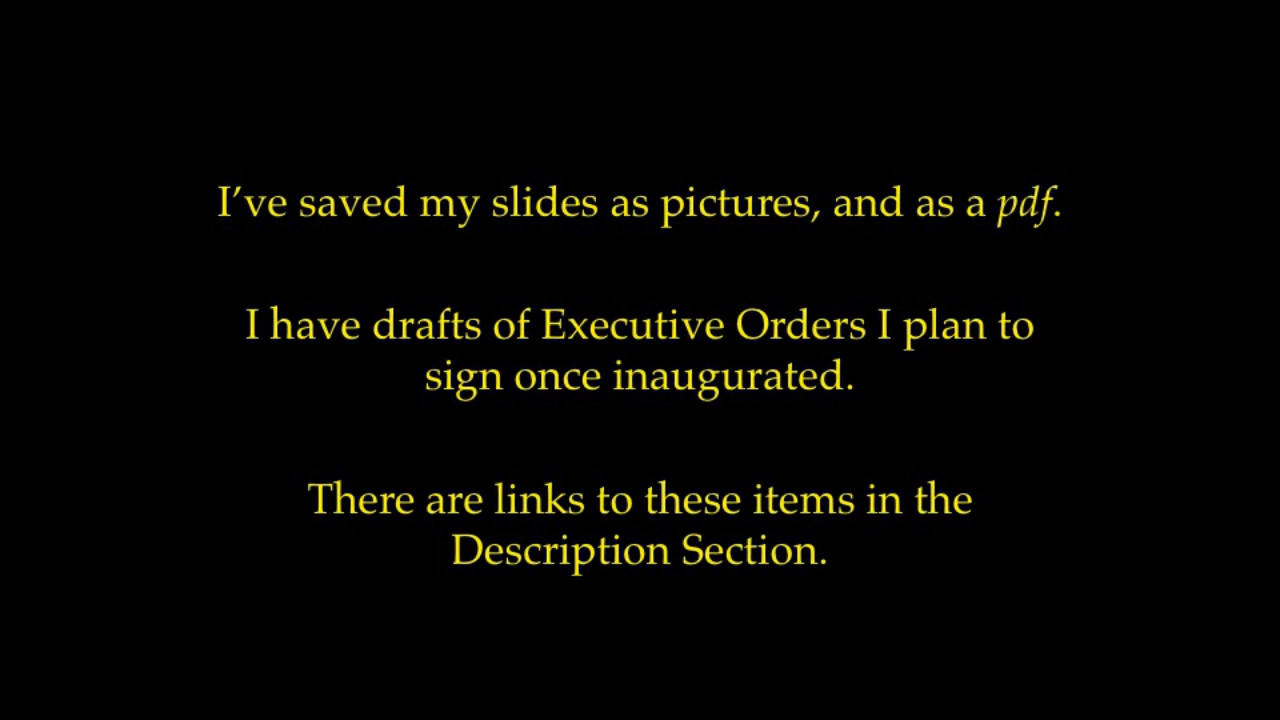 I’ve saved my slides as pictures, and as a pdf.
I have drafts of Executive Orders I plan to
sign once inaugurated.
There are links to these items in the
Description Section.